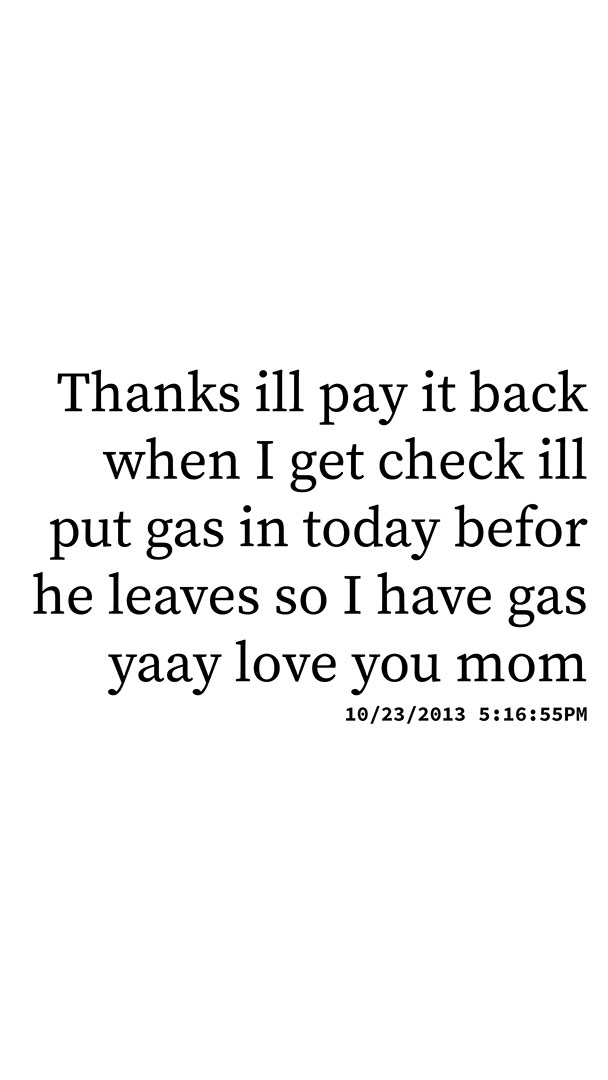 Thanks ill pay it back
when I get check ill
put gas in today befor
he leaves so I have gas
yaay love you mom
10/23/2013 5:16:55PM